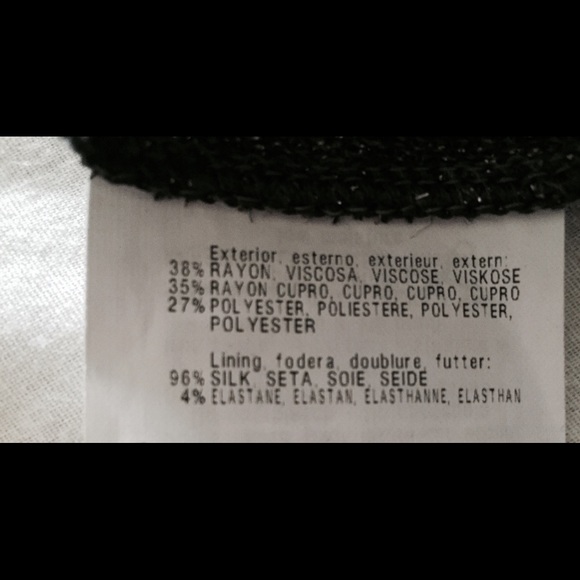 Exterior, esterno, exterieur, extern:
38% RAYON, VISCOSA, VISCOSE, VISKOSE
35% RAYON CUPRO, CUPRO, CUPRO, CUPRO
27% POLYESTER, POLIESTERE, POLYESTER,
POLYESTER
Lining, fodera, doublure, futter:
96% SILK, SETA, SOIE, SEIDE
4% ELASTANE, ELASTAN, ELASTHANNE, ELASTHAN